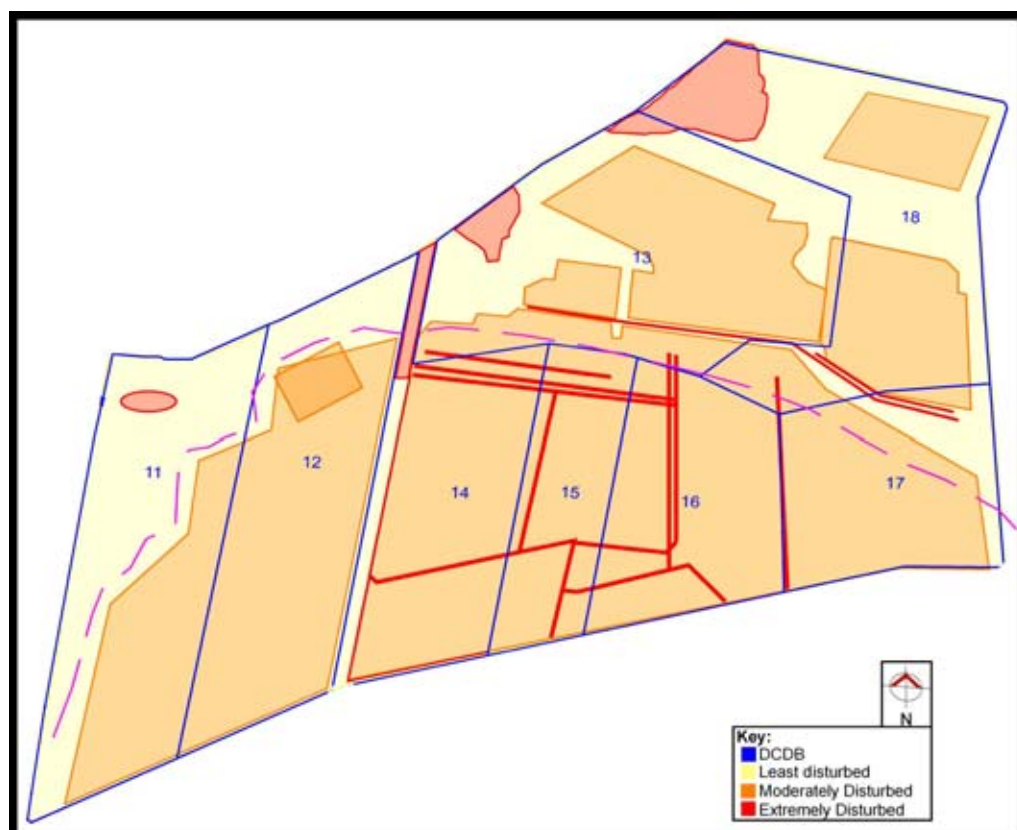 18
13
11
12
14
15
16
17
N
Key:
DCDB
Least disturbed
Moderately Disturbed
Extremely Disturbed